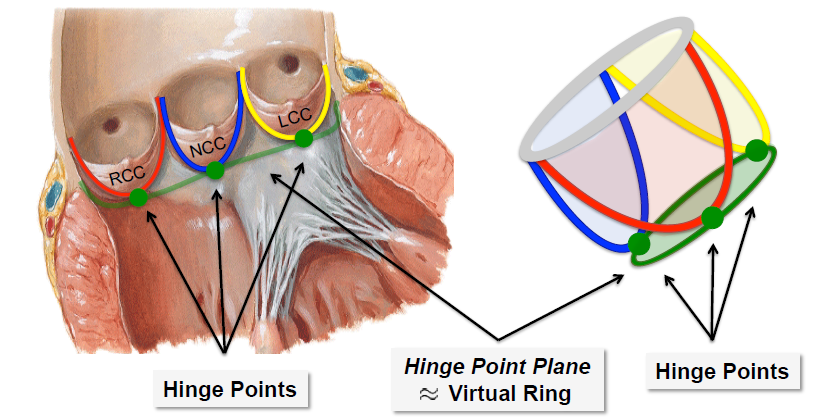 RCC
NCC
LCC
Hinge Points
Hinge Point Plane
≈ Virtual Ring
Hinge Points